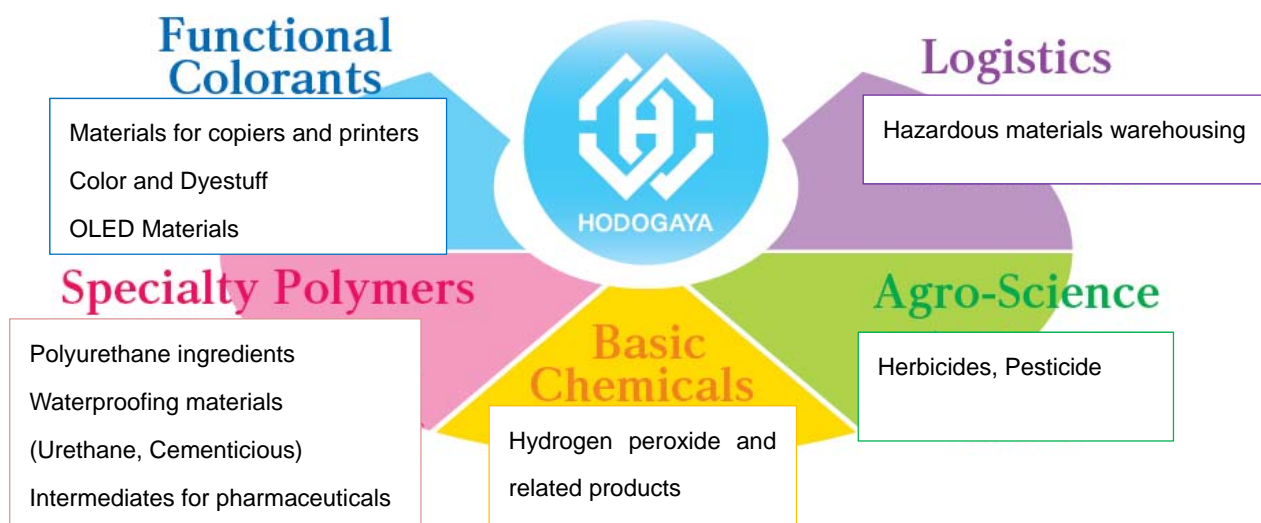 Functional
Colorants
Materials for copiers and printers
Color and Dyestuff
OLED Materials
HODOGAYA
Logistics
Hazardous materials warehousing
Specialty Polymers
Polyurethane ingredients
Waterproofing materials
(Urethane, Cementicious)
Intermediates for pharmaceuticals
Basic
Chemicals
Hydrogen peroxide and
related products
Agro-Science
Herbicides, Pesticide